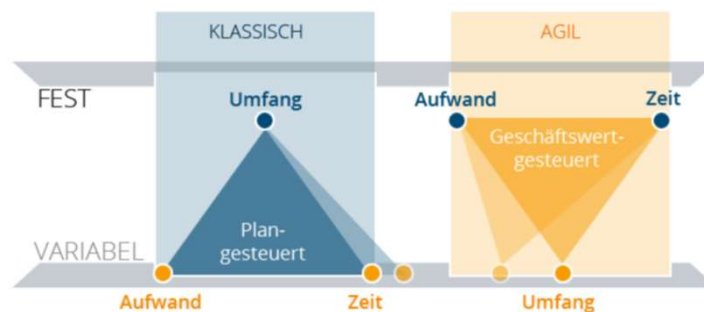 KLASSISCH
AGIL
FEST
Umfang
Aufwand
Zeit
Geschäftswert-
gesteuert
Plan-
gesteuert
VARIABEL
Aufwand
Zeit
Umfang